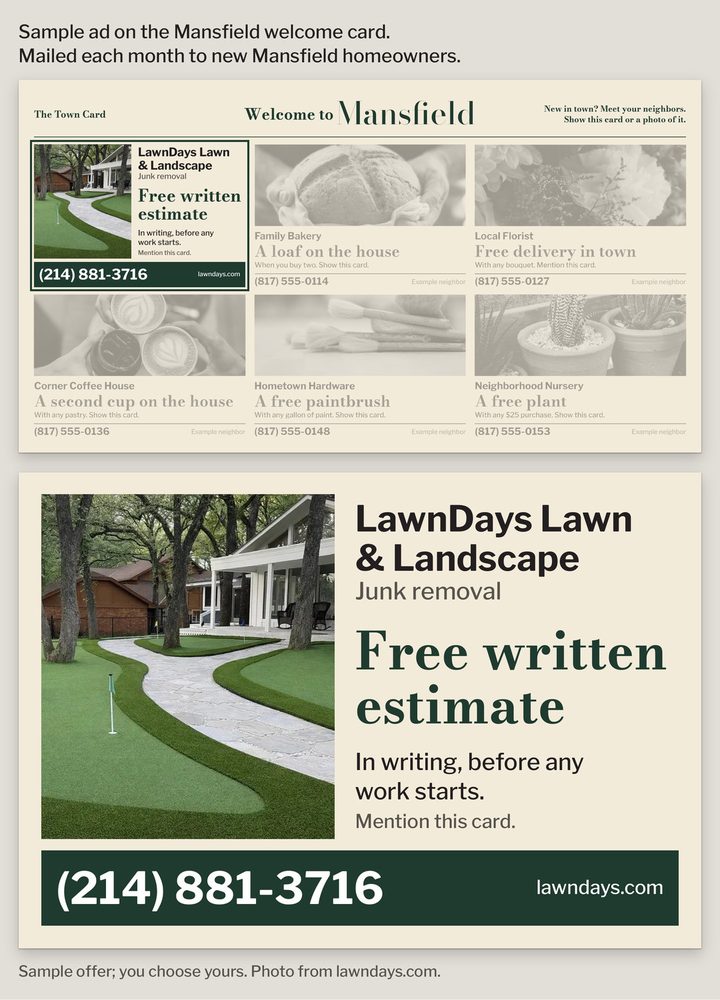 Sample ad on the Mansfield welcome card.
Mailed each month to new Mansfield homeowners.
The Town Card
Welcome to Mansfield
New in town? Meet your neighbors.
Show this card or a photo of it.
LawnDays Lawn
& Landscape
Junk removal
Free written
estimate
In writing, before any
work starts.
Mention this card.
(214) 881-3716
lawndays.com
Family Bakery
A loaf on the house
When you buy two. Show this card.
(817) 555-0114
Example neighbor
Local Florist
Free delivery in town
With any bouquet. Mention this card.
(817) 555-0127
Example neighbor
Corner Coffee House
A second cup on the house
With any pastry. Show this card.
(817) 555-0136
Example neighbor
Hometown Hardware
A free paintbrush
With any gallon of paint. Show this card.
(817) 555-0148
Example neighbor
Neighborhood Nursery
A free plant
With any $25 purchase. Show this card.
(817) 555-0153
Example neighbor
LawnDays Lawn
& Landscape
Junk removal
Free written
estimate
In writing, before any
work starts.
Mention this card.
(214) 881-3716
lawndays.com
Sample offer; you choose yours. Photo from lawndays.com.